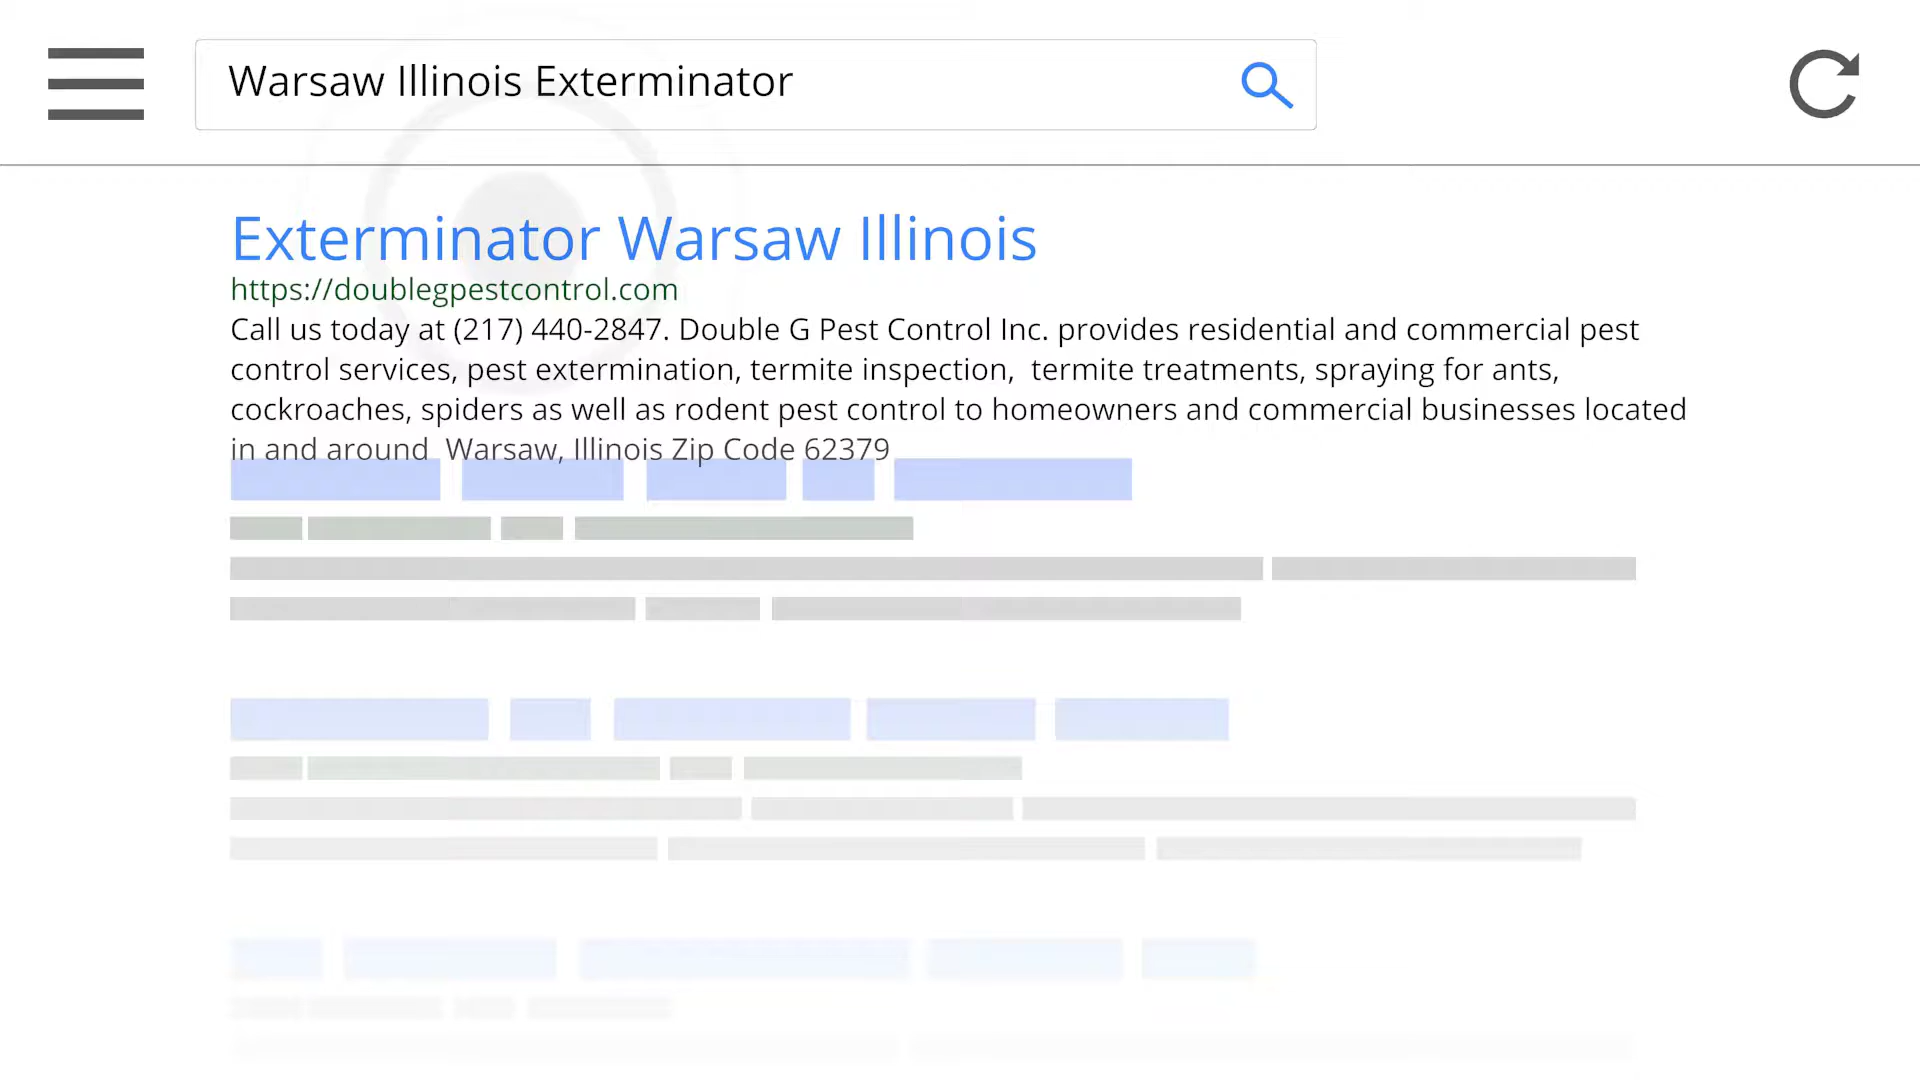 Warsaw Illinois Exterminator
Exterminator Warsaw Illinois
https://doublegpestcontrol.com
Call us today at (217) 440-2847. Double G Pest Control Inc. provides residential and commercial pest
control services, pest extermination, termite inspection,  termite treatments, spraying for ants,
cockroaches, spiders as well as rodent pest control to homeowners and commercial businesses located
in and around  Warsaw, Illinois Zip Code 62379